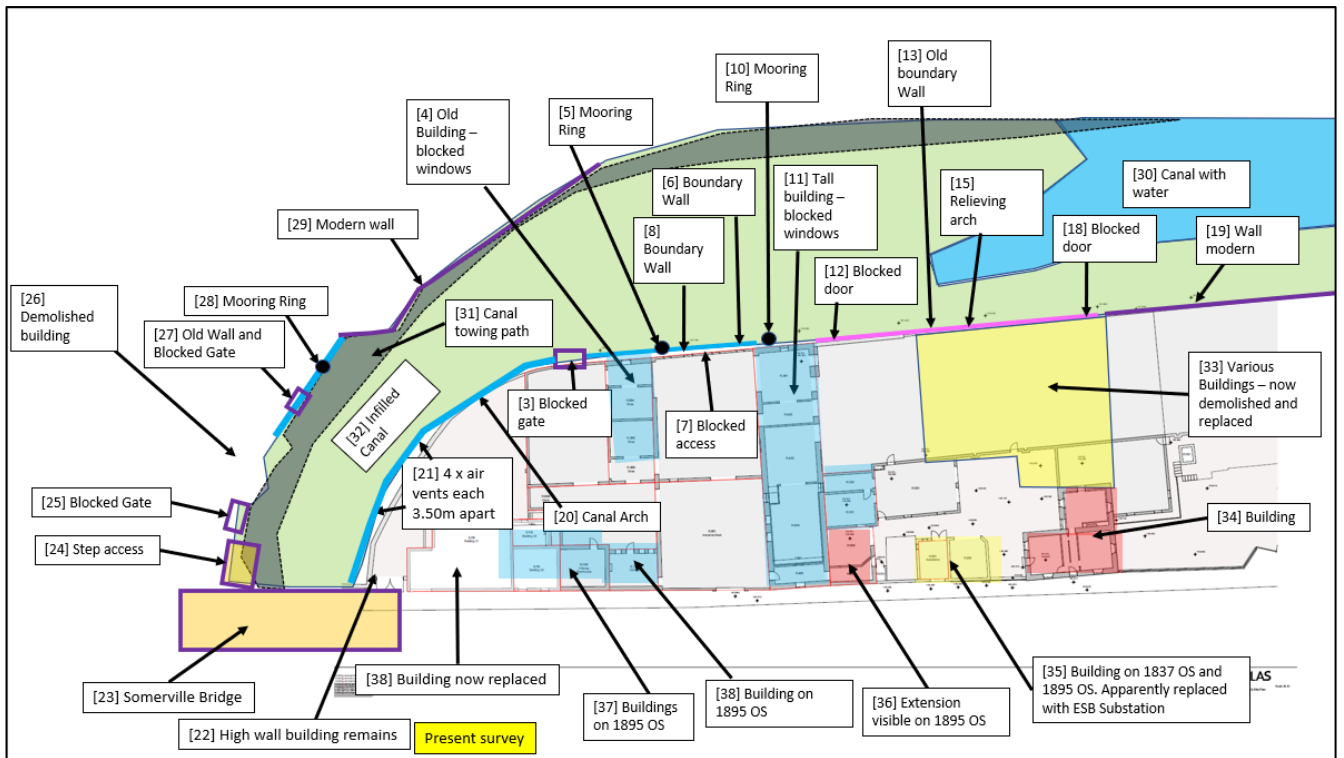 [13] Old
boundary
Wall
[10] Mooring
Ring
[4] Old
Building –
blocked
windows
[5] Mooring
Ring
[6] Boundary
Wall
[11] Tall
building –
blocked
windows
[15]
Relieving
arch
[30] Canal with
water
[29] Modern wall
[8]
Boundary
Wall
[18] Blocked
door
[19] Wall
modern
[12] Blocked
door
[26]
Demolished
building
[28] Mooring Ring
[31] Canal
towing path
[27] Old Wall and
Blocked Gate
[33] Various
Buildings – now
demolished and
replaced
[3] Blocked
gate
[32] Infilled
Canal
[7] Blocked
access
[21] 4 x air
vents each
3.50m apart
[25] Blocked Gate
[20] Canal Arch
[34] Building
[24] Step access
[23] Somerville Bridge
[38] Building now replaced
[37] Buildings
on 1895 OS
[38] Building on
1895 OS
[36] Extension
visible on 1895 OS
[35] Building on 1837 OS and
1895 OS. Apparently replaced
with ESB Substation
LAS
[22] High wall building remains
Present survey